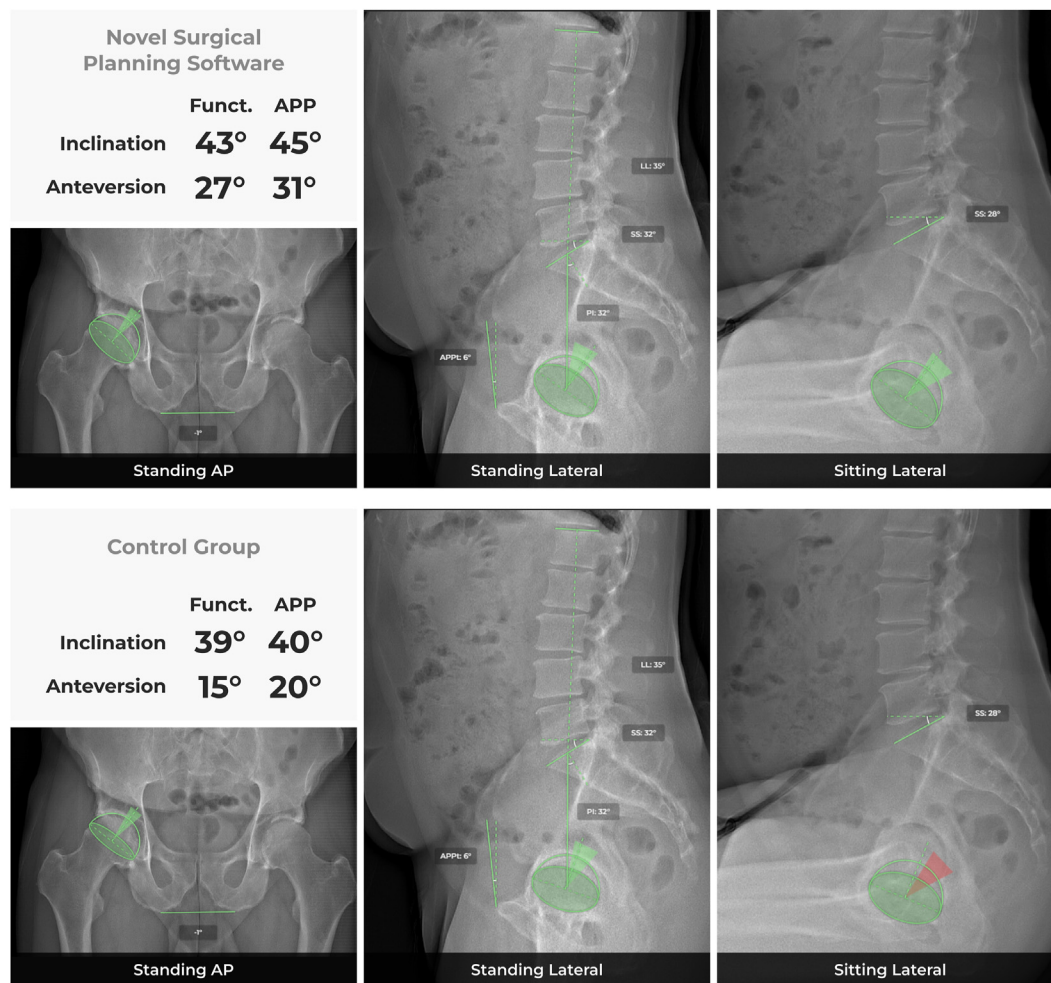 Novel Surgical
Planning Software
Funct. APP
Inclination 43° 45°
Anteversion 27° 31°
-1°
Standing AP
LL: 35°
SS: 32°
PI: 32°
APPt: 6°
Standing Lateral
SS: 28°
Sitting Lateral
Control Group
Funct. APP
Inclination 39° 40°
Anteversion 15° 20°
-1°
Standing AP
LL: 35°
SS: 32°
PI: 32°
APPt: 6°
Standing Lateral
SS: 28°
Sitting Lateral